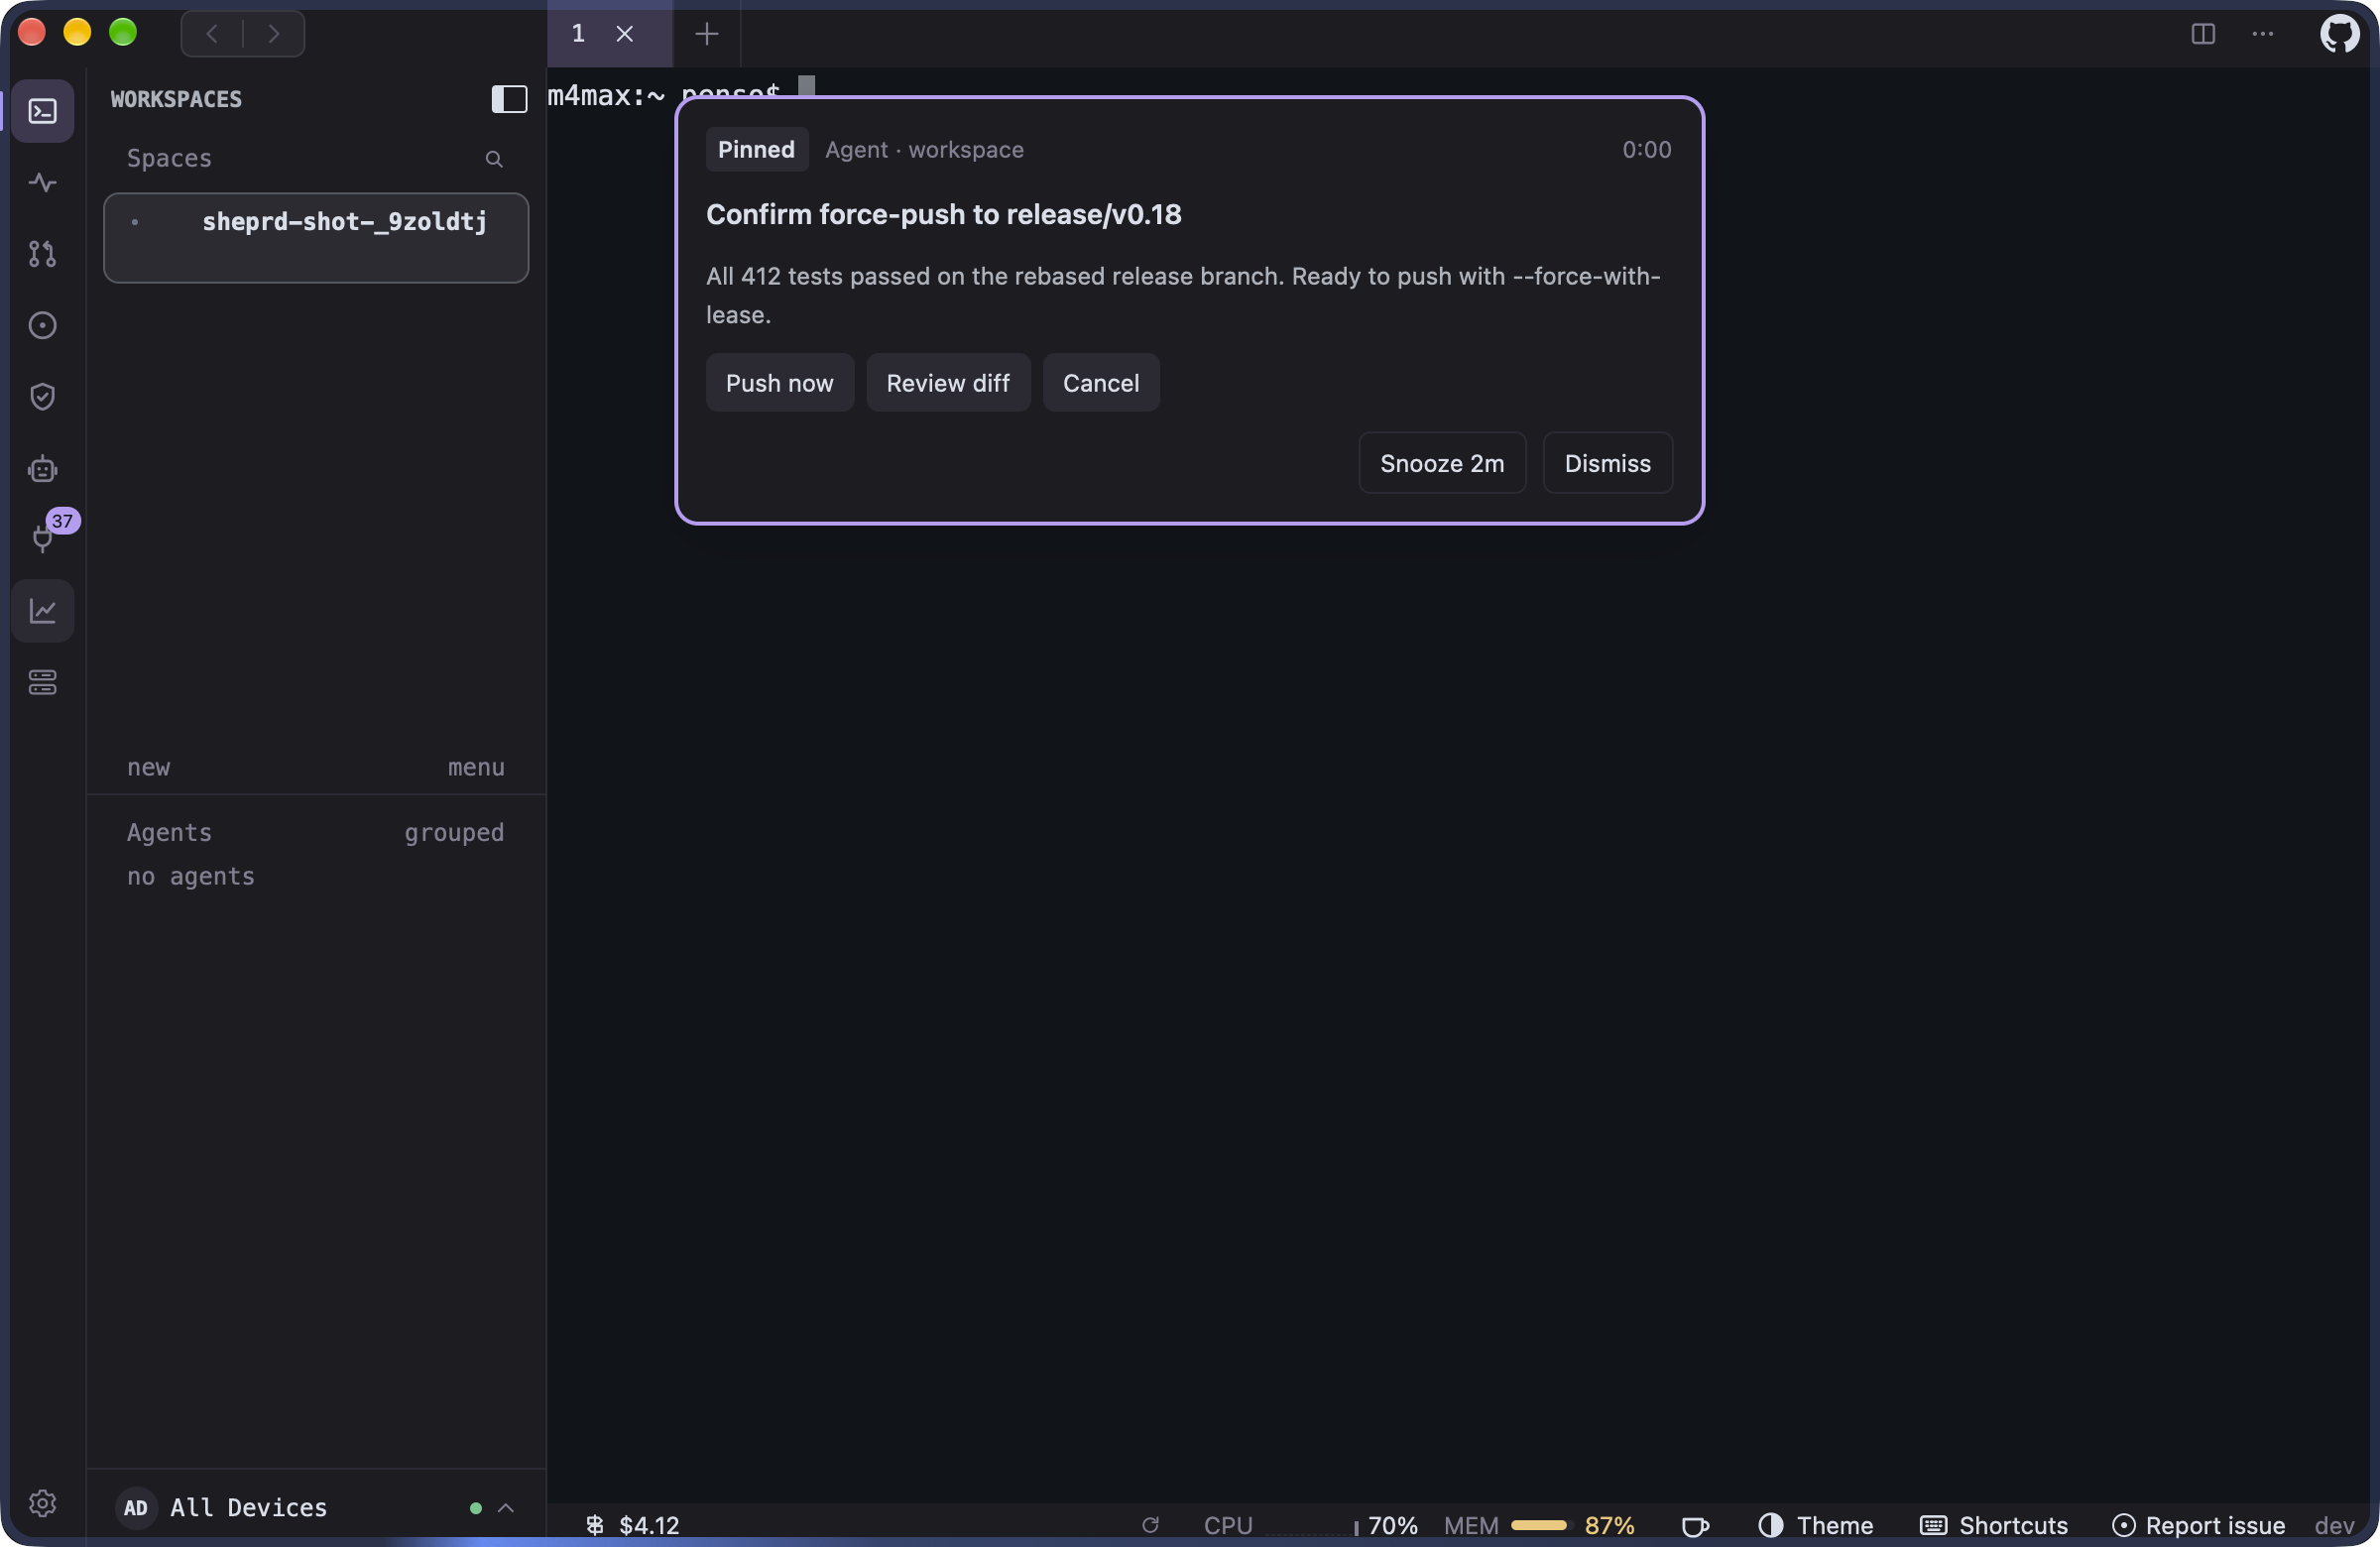 1
WORKSPACES
m4max:~ penso$
Spaces
sheprd-shot-_9zoldtj
Pinned Agent · workspace 0:00
Confirm force-push to release/v0.18
All 412 tests passed on the rebased release branch. Ready to push with --force-with-
lease.
Push now Review diff Cancel
Snooze 2m Dismiss
37
new menu
Agents grouped
no agents
AD All Devices
$4.12 CPU 70% MEM 87% Theme Shortcuts Report issue dev